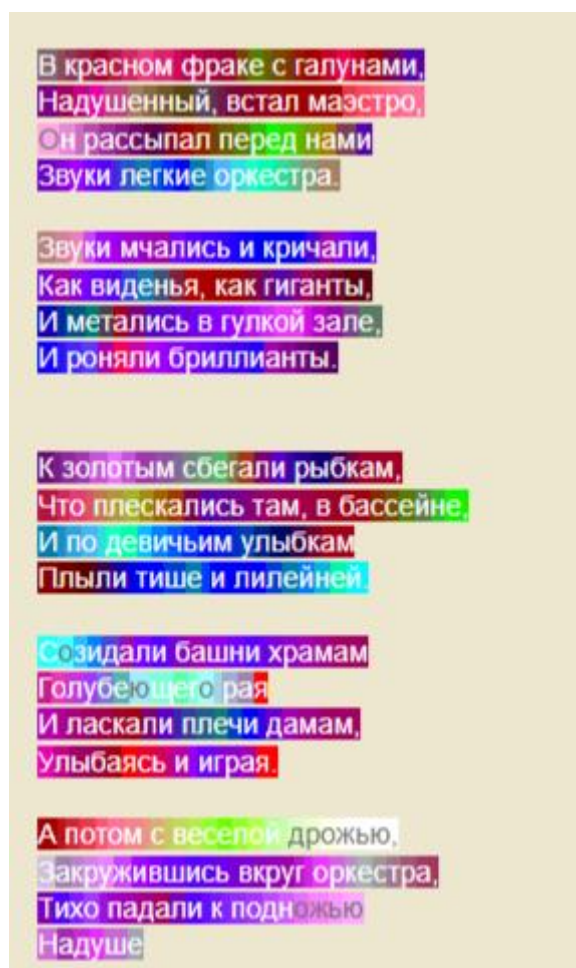 В красном фраке с галунами,
Надушенный, встал маэстро,
Он рассыпал перед нами
Звуки легкие оркестра.
Звуки мчались и кричали,
Как виденья, как гиганты,
И метались в гулкой зале,
И роняли бриллианты.
К золотым сбегали рыбкам,
Что плескались там, в бассейне,
И по девичьим улыбкам
Плыли тише и лилейней.
Созидали башни храмам
Голубеющего рая
И ласкали плечи дамам,
Улыбаясь и играя.
А потом с веселой дрожью,
Закружившись вкруг оркестра,
Тихо падали к подножью
Надуше